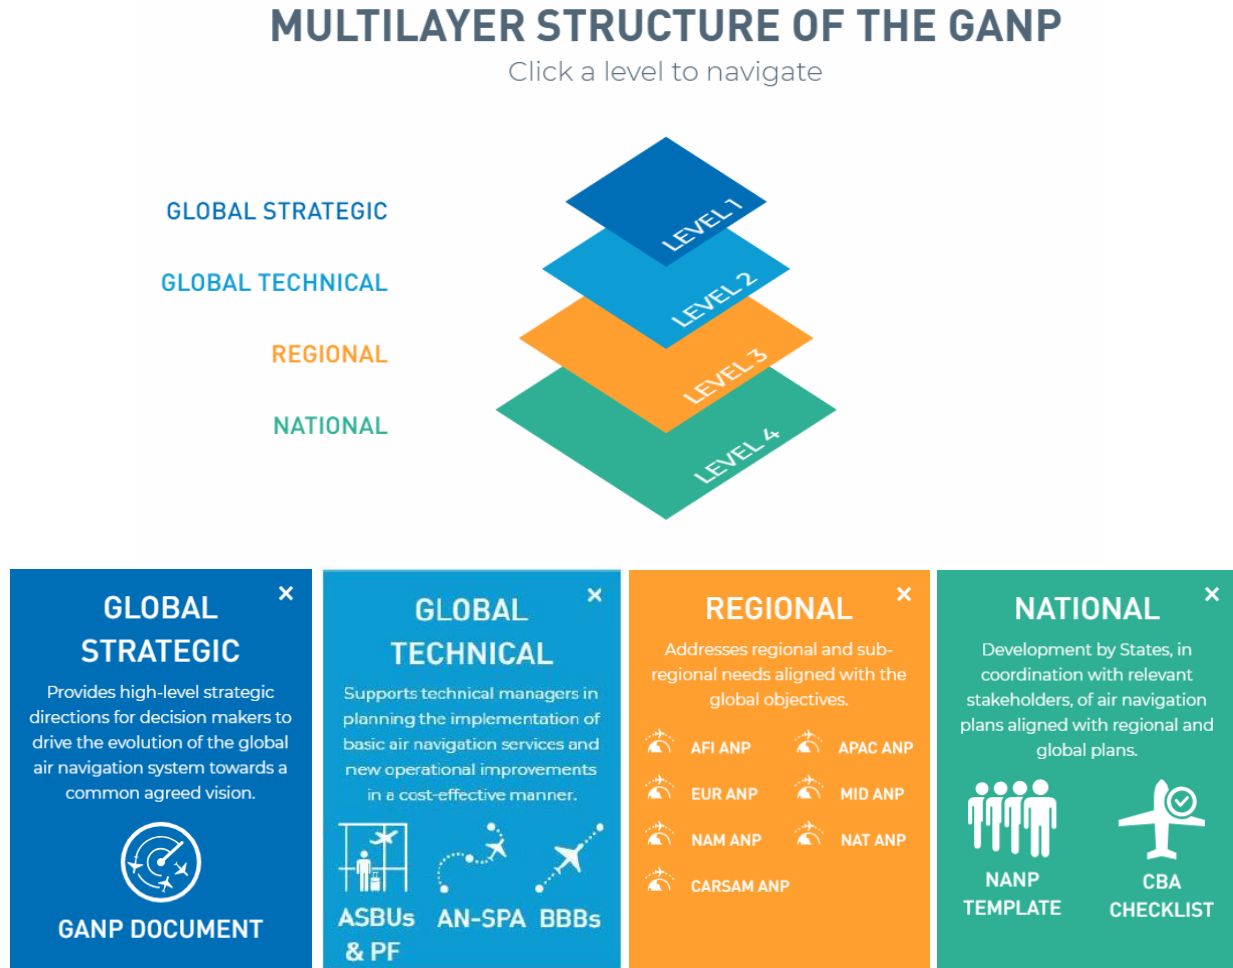 MULTILAYER STRUCTURE OF THE GANP
Click a level to navigate
GLOBAL STRATEGIC
LEVEL 1
GLOBAL TECHNICAL
LEVEL 2
REGIONAL
LEVEL 3
NATIONAL
LEVEL 4
GLOBAL
STRATEGIC
Provides high-level strategic
directions for decision makers to
drive the evolution of the global
air navigation system towards a
common agreed vision.
GANP DOCUMENT
GLOBAL
TECHNICAL
Supports technical managers in
planning the implementation of
basic air navigation services and
new operational improvements
in a cost-effective manner.
ASBUs
& PF
AN-SPA
BBBs
REGIONAL
Addresses regional and sub-
regional needs aligned with the
global objectives.
AFI ANP
APAC ANP
EUR ANP
MID ANP
NAM ANP
NAT ANP
CARSAM ANP
NATIONAL
Development by States, in
coordination with relevant
stakeholders, of air navigation
plans aligned with regional and
global plans.
NANP
TEMPLATE
CBA
CHECKLIST